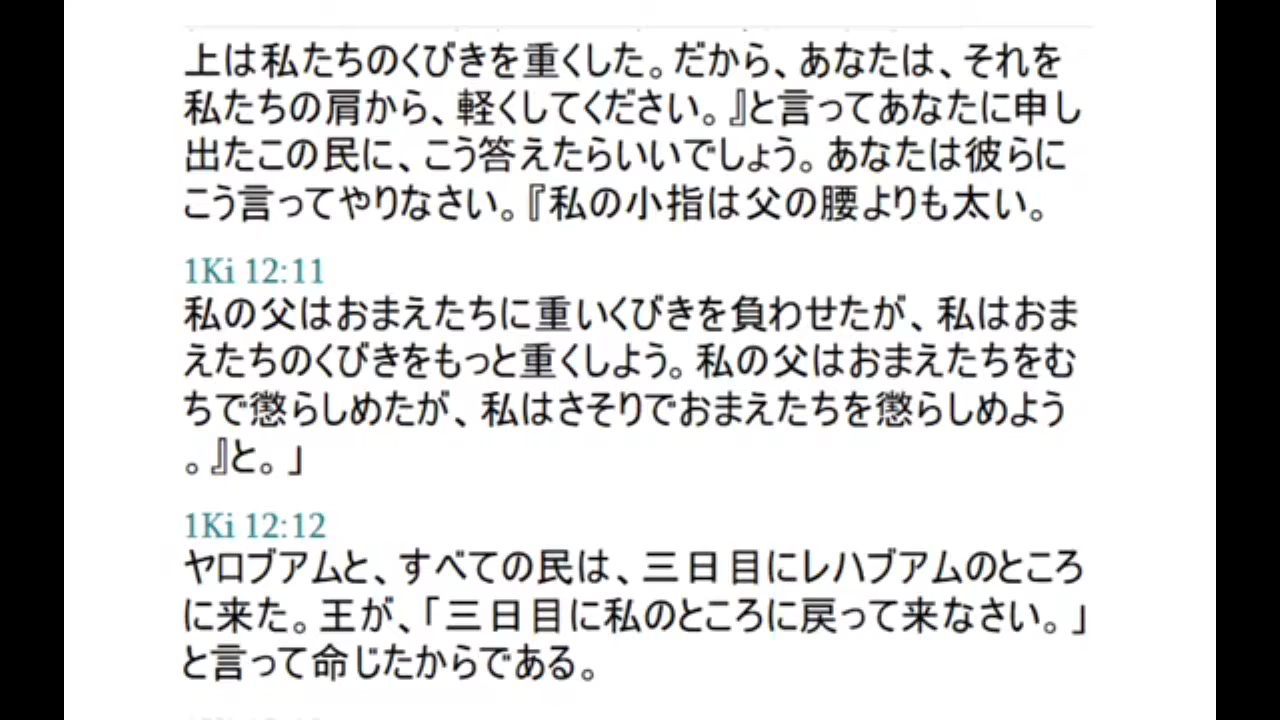 上は私たちのくびきを重くした。だから、あなたは、それを
私たちの肩から、軽くしてください。』と言ってあなたに申し
出たこの民に、こう答えたらいいでしょう。あなたは彼らに
こう言ってやりなさい。『私の小指は父の腰よりも太い。
1Ki 12:11
私の父はおまえたちに重いくびきを負わせたが、私はおま
えたちのくびきをもっと重くしよう。私の父はおまえたちをむ
ちで懲らしめたが、私はさそりでおまえたちを懲らしめよう
。』と。」
1Ki 12:12
ヤロブアムと、すべての民は、三日目にレハブアムのところ
に来た。王が、「三日目に私のところに戻って来なさい。」
と言って命じたからである。